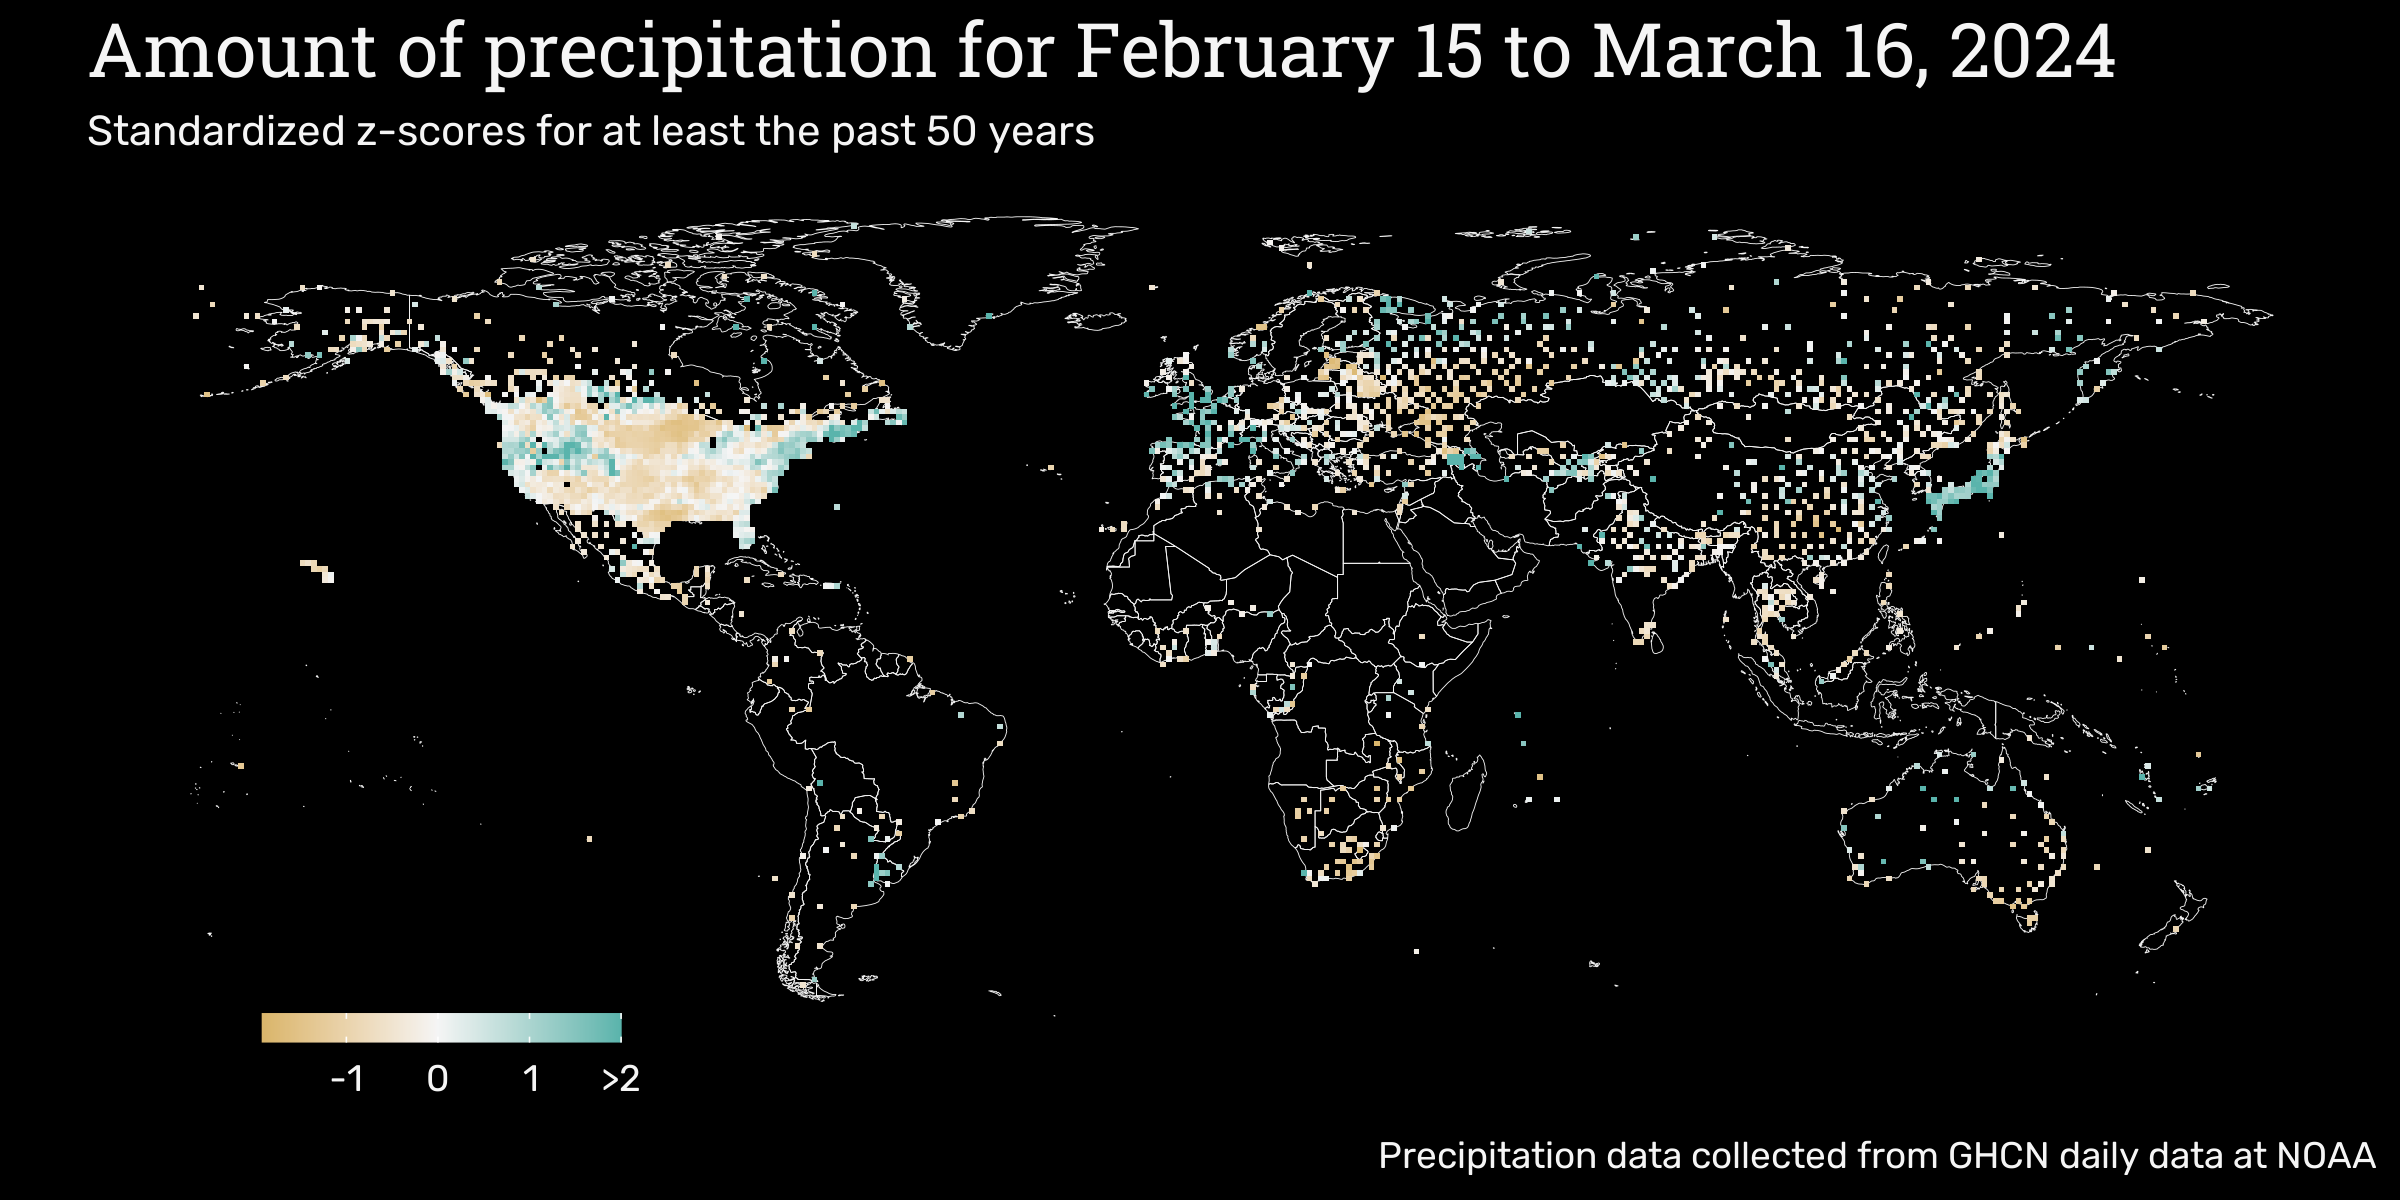 Amount of precipitation for February 15 to March 16, 2024
Standardized z-scores for at least the past 50 years
-1 0 1 >2
Precipitation data collected from GHCN daily data at NOAA